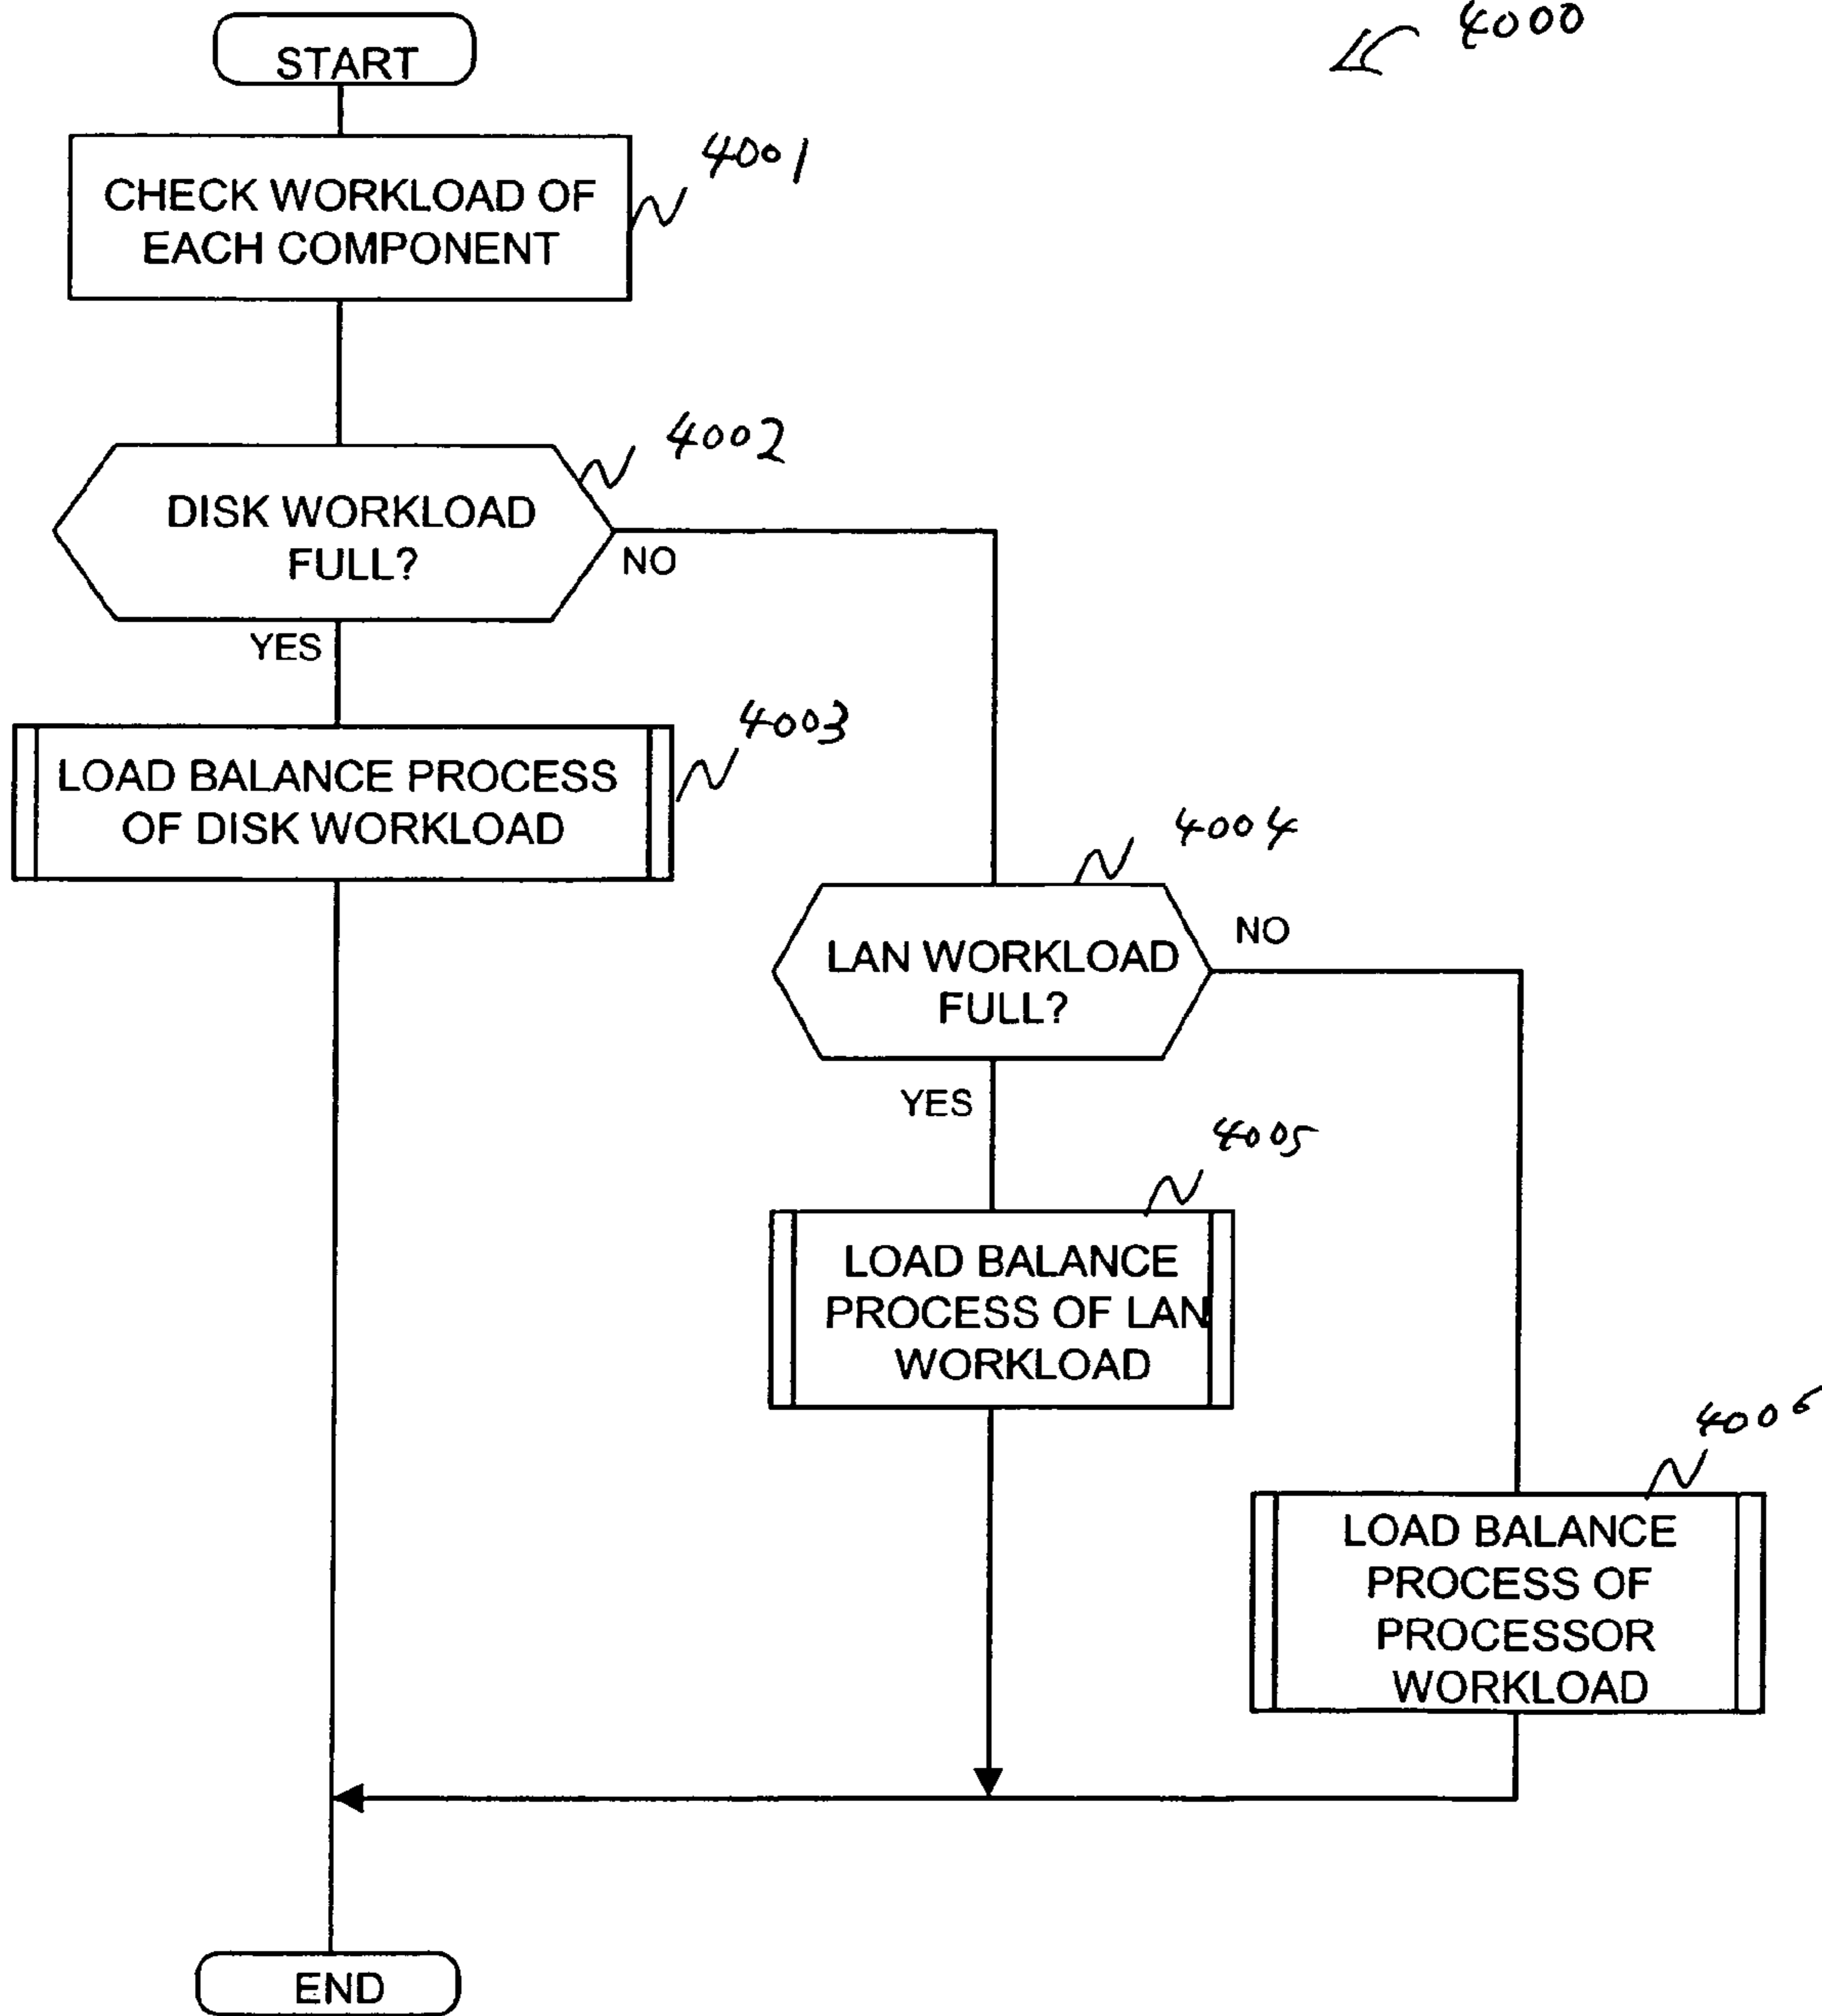 4000
START
4001
CHECK WORKLOAD OF
EACH COMPONENT
4002
DISK WORKLOAD
FULL?
NO
YES
4003
LOAD BALANCE PROCESS
OF DISK WORKLOAD
4004
LAN WORKLOAD
FULL?
NO
YES
4005
LOAD BALANCE
PROCESS OF LAN
WORKLOAD
4006
LOAD BALANCE
PROCESS OF
PROCESSOR
WORKLOAD
END